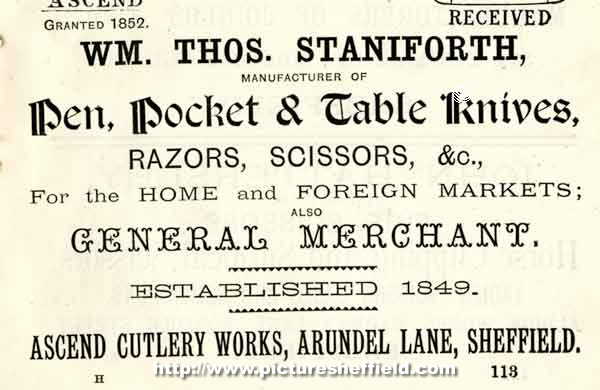 ASCEND
GRANTED 1852.
RECEIVED
WM. THOS. STANIFORTH,
MANUFACTURER OF
Pen, Pocket & Table Knives,
RAZORS, SCISSORS, &c.,
For the HOME and FOREIGN MARKETS;
ALSO
GENERAL MERCHANT.
ESTABLISHED 1849.
ASCEND CUTLERY WORKS, ARUNDEL LANE, SHEFFIELD.
H
113
http://www.picturesheffield.com